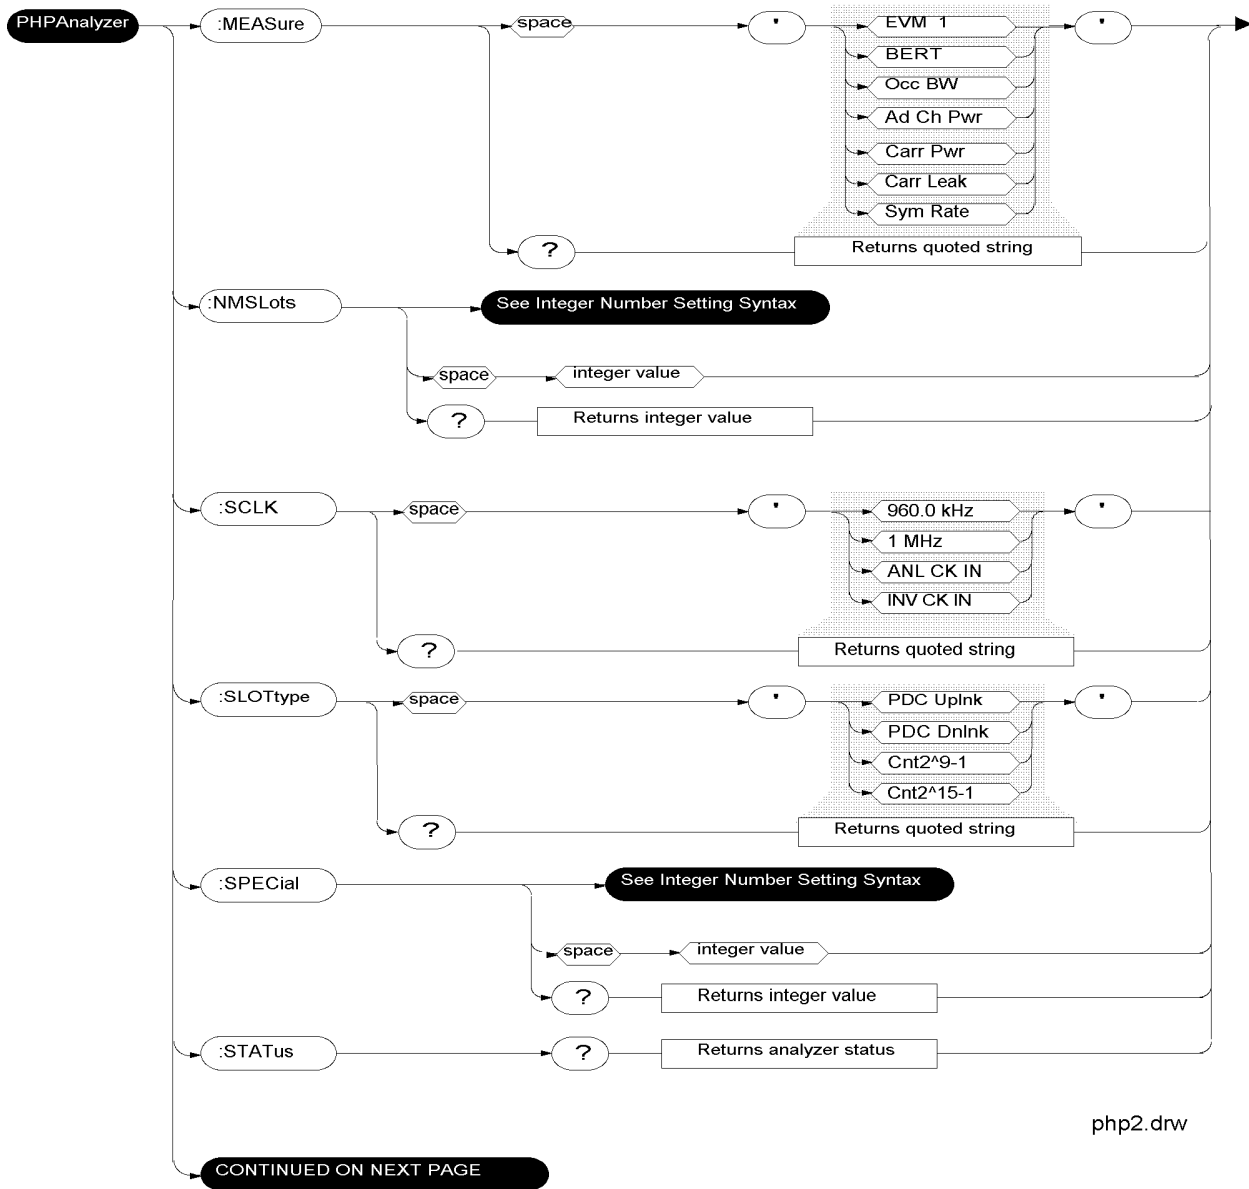 PHPAnalyzer :MEASure space ' EVM 1 '
BERT
Occ BW
Ad Ch Pwr
Carr Pwr
Carr Leak
Sym Rate
? Returns quoted string
:NMSLots See Integer Number Setting Syntax
space integer value
? Returns integer value
:SCLK space ' 960.0 kHz '
1 MHz
ANL CK IN
INV CK IN
? Returns quoted string
:SLOTtype space ' PDC Uplnk '
PDC Dnlnk
Cnt2^9-1
Cnt2^15-1
? Returns quoted string
:SPECial See Integer Number Setting Syntax
space integer value
? Returns integer value
:STATus ? Returns analyzer status
php2.drw
CONTINUED ON NEXT PAGE